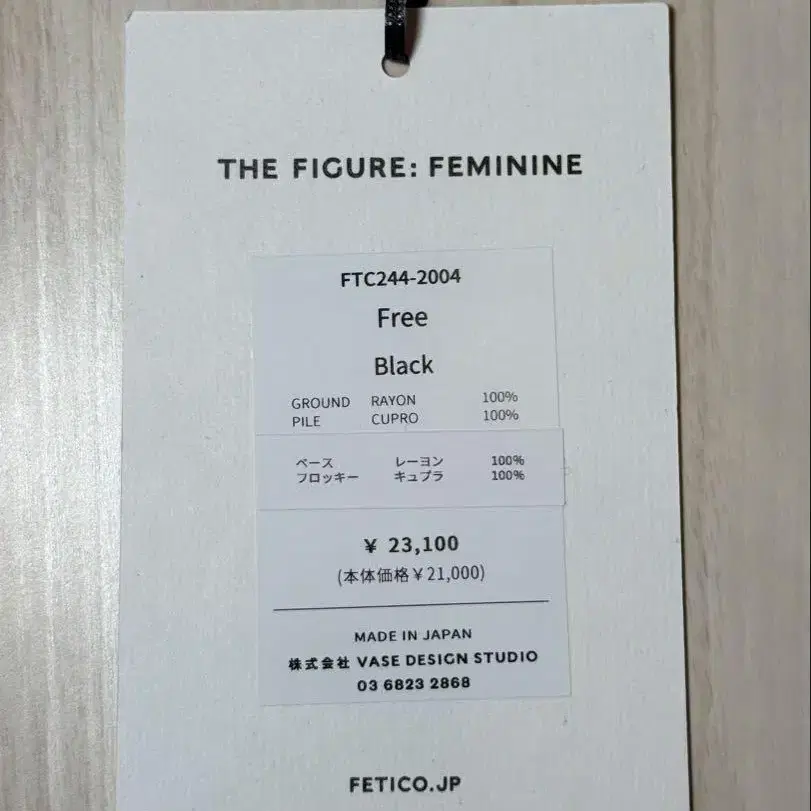 THE FIGURE: FEMININE
FTC244-2004
Free
Black
GROUND RAYON 100%
PILE CUPRO 100%
ベース レーヨン 100%
フロッキー キュプラ 100%
¥ 23,100
(本体価格¥21,000)
MADE IN JAPAN
株式会社 VASE DESIGN STUDIO
03 6823 2868
FETICO.JP